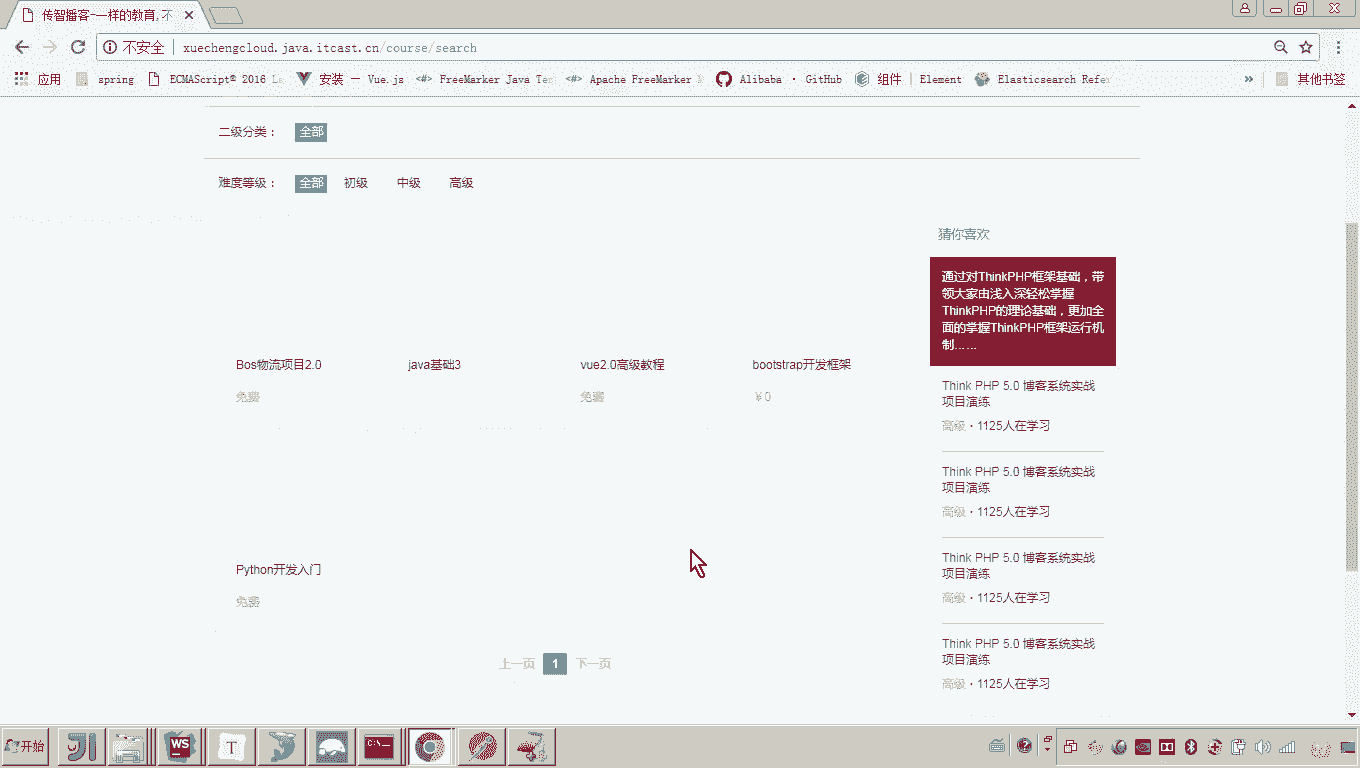 传智播客-一样的教育,不
不安全 xuechengcloud.java.itcast.cn/course/search
应用 spring ECMAScript® 2016 La 安装 — Vue.js FreeMarker Java Tem Apache FreeMarker Alibaba · GitHub 组件 | Element Elasticsearch Refer » 其他书签
二级分类： 全部
难度等级： 全部 初级 中级 高级
猜你喜欢
通过对ThinkPHP框架基础，带
领大家由浅入深轻松掌握
ThinkPHP的理论基础，更加全
面的掌握ThinkPHP框架运行机
制……
Bos物流项目2.0 java基础3 vue2.0高级教程 bootstrap开发框架
免费 免费 ￥0
Think PHP 5.0 博客系统实战
项目演练
高级·1125人在学习
Think PHP 5.0 博客系统实战
项目演练
高级·1125人在学习
Think PHP 5.0 博客系统实战
项目演练
高级·1125人在学习
Python开发入门
免费
Think PHP 5.0 博客系统实战
项目演练
高级·1125人在学习
上一页 1 下一页
开始 WS T C:\